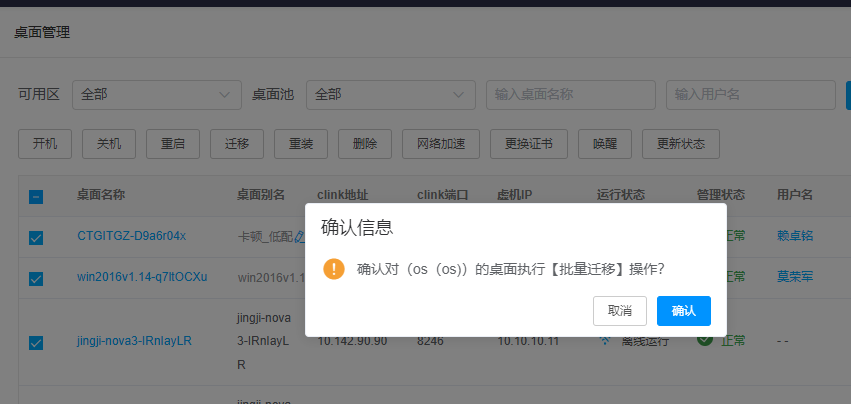 桌面管理
可用区 全部 桌面池 全部 输入桌面名称 输入用户名
开机 关机 重启 迁移 重装 删除 网络加速 更换证书 唤醒 更新状态
桌面名称 桌面别名 clink地址 clink端口 虚机IP 运行状态 管理状态 用户名
确认信息
CTGITGZ-D9a6r04x 卡顿_低配 正常 赖卓铭
确认对（os（os)）的桌面执行【批量迁移】操作?
win2016v1.14-q7ltOCXu win2016v1.1 正常 莫荣军
取消 确认
jingji-nova
jingji-nova3-lRnIayLR 3-lRnIayL 10.142.90.90 8246 10.10.10.11 离线运行 正常 - -
R